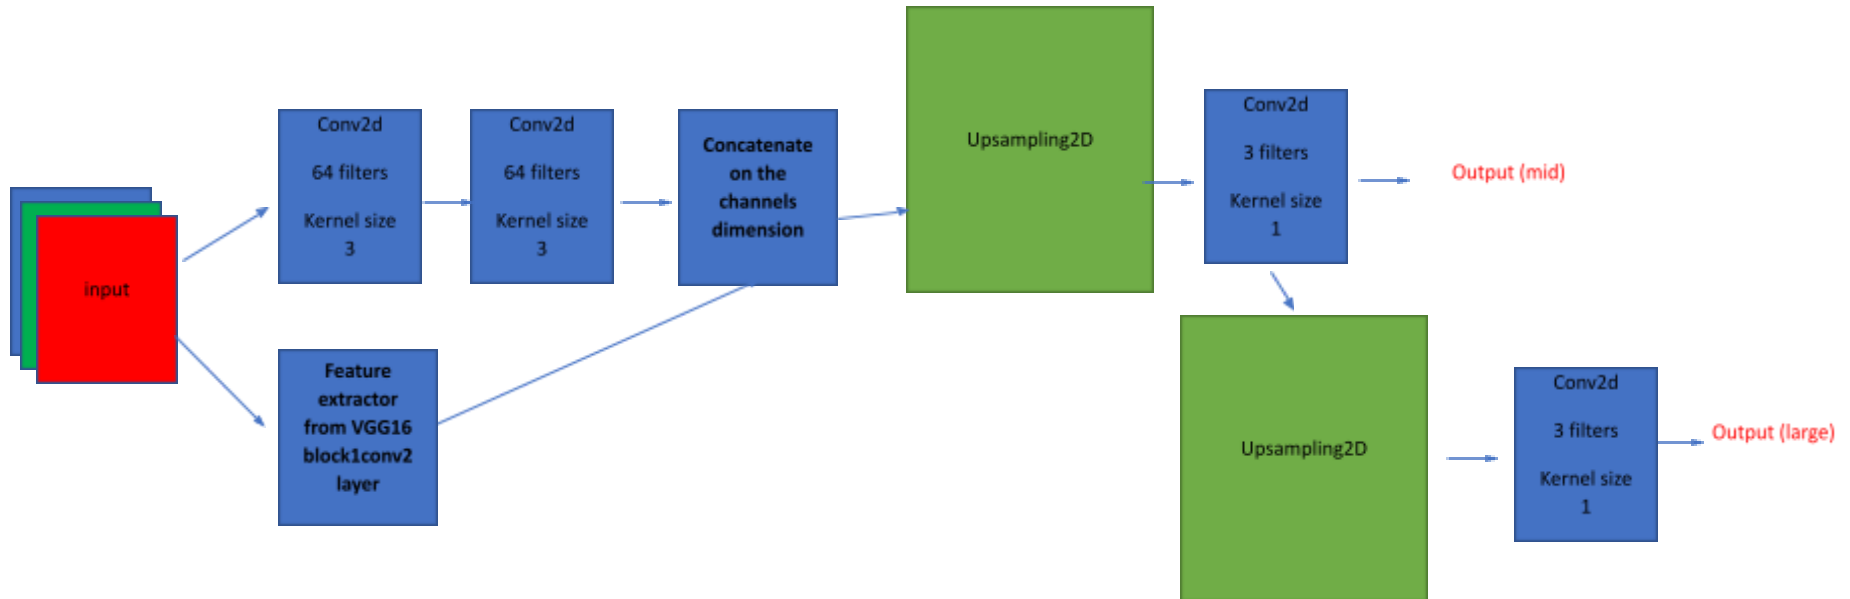 input
Conv2d
64 filters
Kernel size
3
Conv2d
64 filters
Kernel size
3
Concatenate
on the
channels
dimension
Feature
extractor
from VGG16
block1conv2
layer
Upsampling2D
Conv2d
3 filters
Kernel size
1
Output (mid)
Upsampling2D
Conv2d
3 filters
Kernel size
1
Output (large)